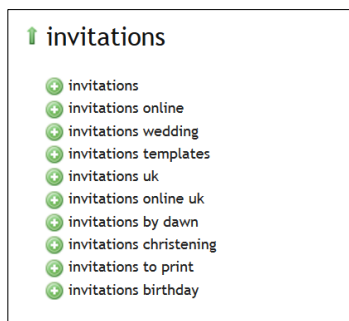 invitations
invitations
invitations online
invitations wedding
invitations templates
invitations uk
invitations online uk
invitations by dawn
invitations christening
invitations to print
invitations birthday